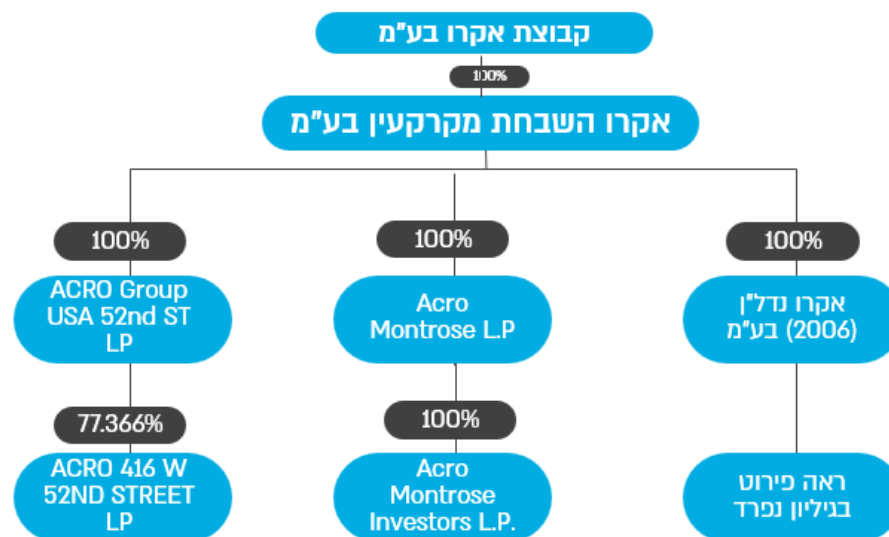 קבוצת אקרו בע"מ
100%
אקרו השבחת מקרקעין בע"מ
100%
100%
100%
ACRO Group
USA 52nd ST
LP
Acro
Montrose L.P
אקרו נדל"ן
(2006) בע"מ
77.366%
100%
ACRO 416 W
52ND STREET
LP
Acro
Montrose
Investors L.P.
ראה פירוט
בגיליון נפרד